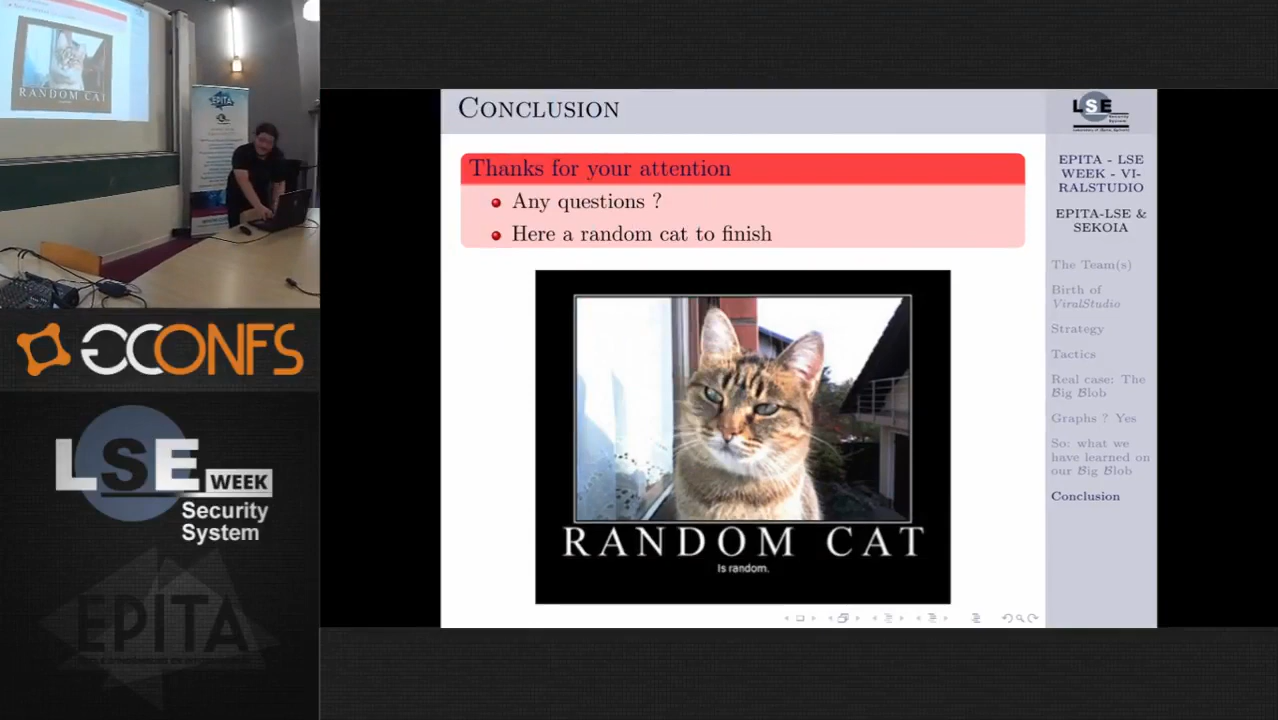 RANDOM CAT
EPITA
GCONFS
LSE
WEEK
Security
System
EPITA
CONCLUSION
Thanks for your attention
Any questions ?
Here a random cat to finish
RANDOM CAT
Is random.
LSE
Security
System
EPITA - LSE
WEEK - VI-
RALSTUDIO
EPITA-LSE &
SEKOIA
The Team(s)
Birth of
ViralStudio
Strategy
Tactics
Real case: The
Big Blob
Graphs ? Yes
So: what we
have learned on
our Big Blob
Conclusion